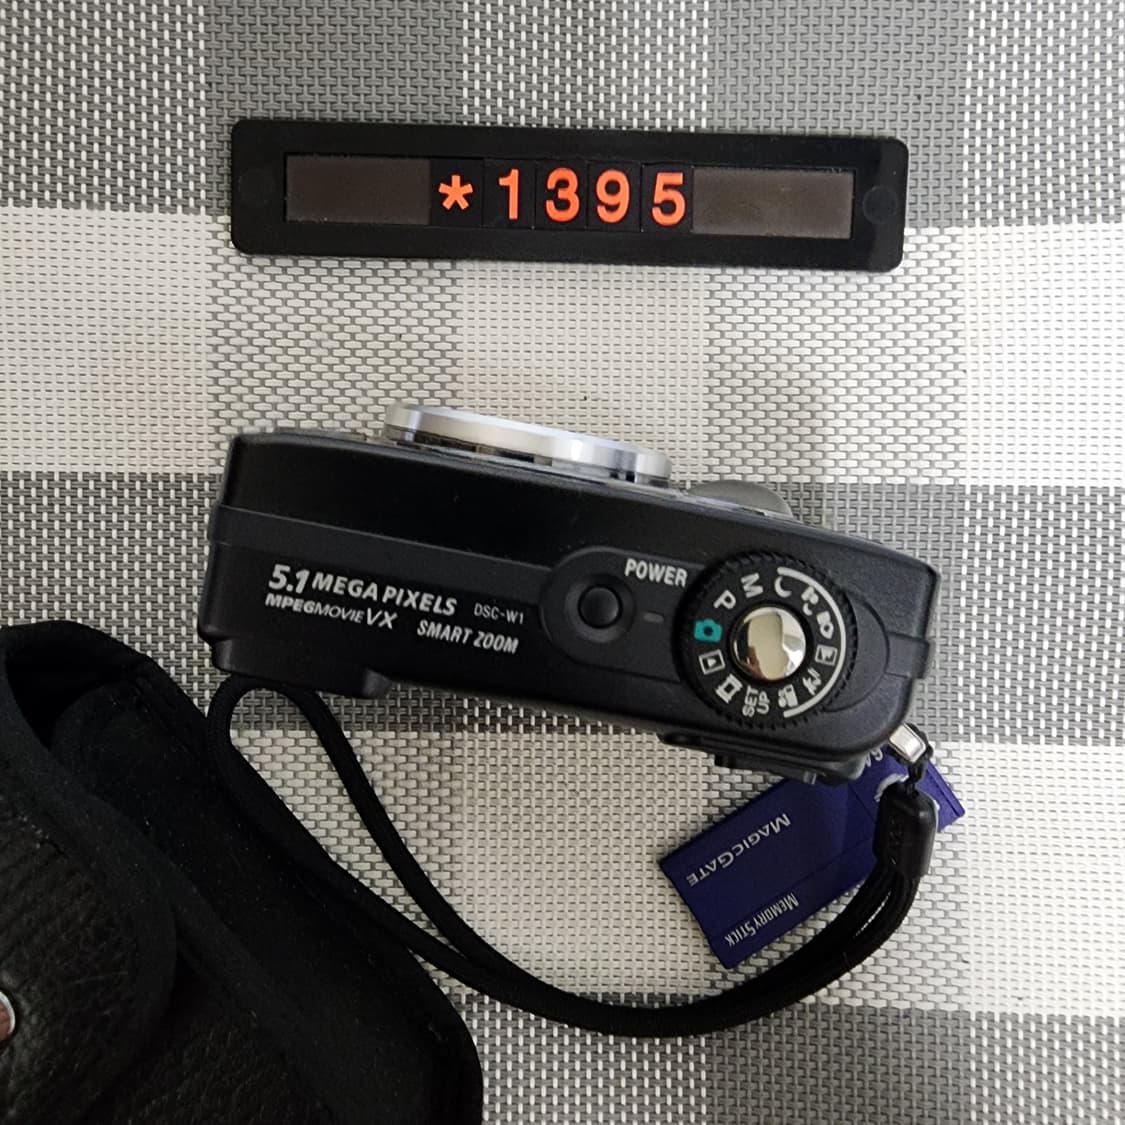 *1395
5.1 MEGA PIXELS
DSC-W1
MPEGMOVIE VX
SMART ZOOM
POWER
M
P
SET
UP
MAGICGATE
MEMORY STICK